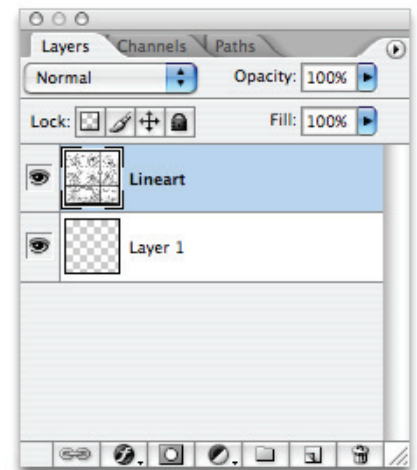 Layers Channels Paths
Normal Opacity: 100%
Lock: Fill: 100%
Lineart
Layer 1